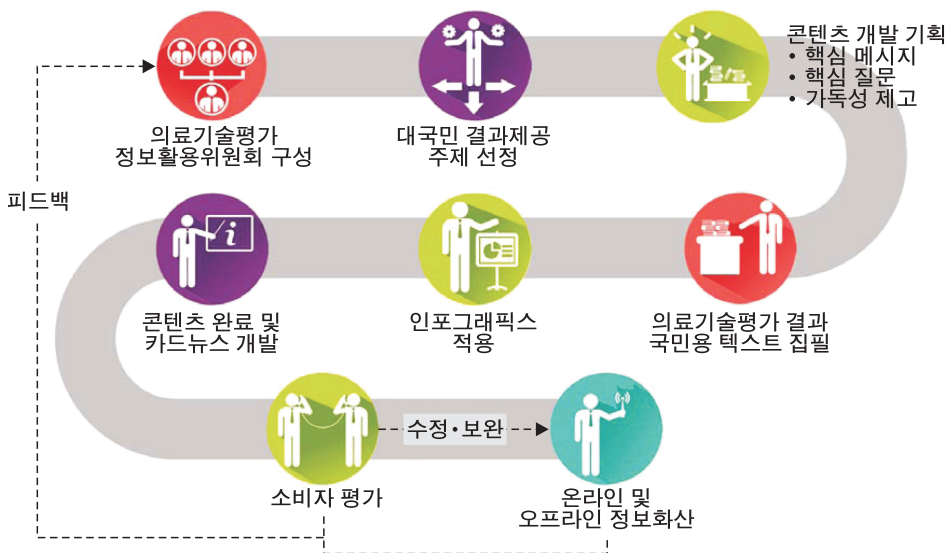 의료기술평가
정보활용위원회 구성
대국민 결과제공
주제 선정
콘텐츠 개발 기획
• 핵심 메시지
• 핵심 질문
• 가독성 제고
피드백
의료기술평가 결과
국민용 텍스트 집필
인포그래픽스
적용
콘텐츠 완료 및
카드뉴스 개발
소비자 평가
수정·보완
온라인 및
오프라인 정보화산